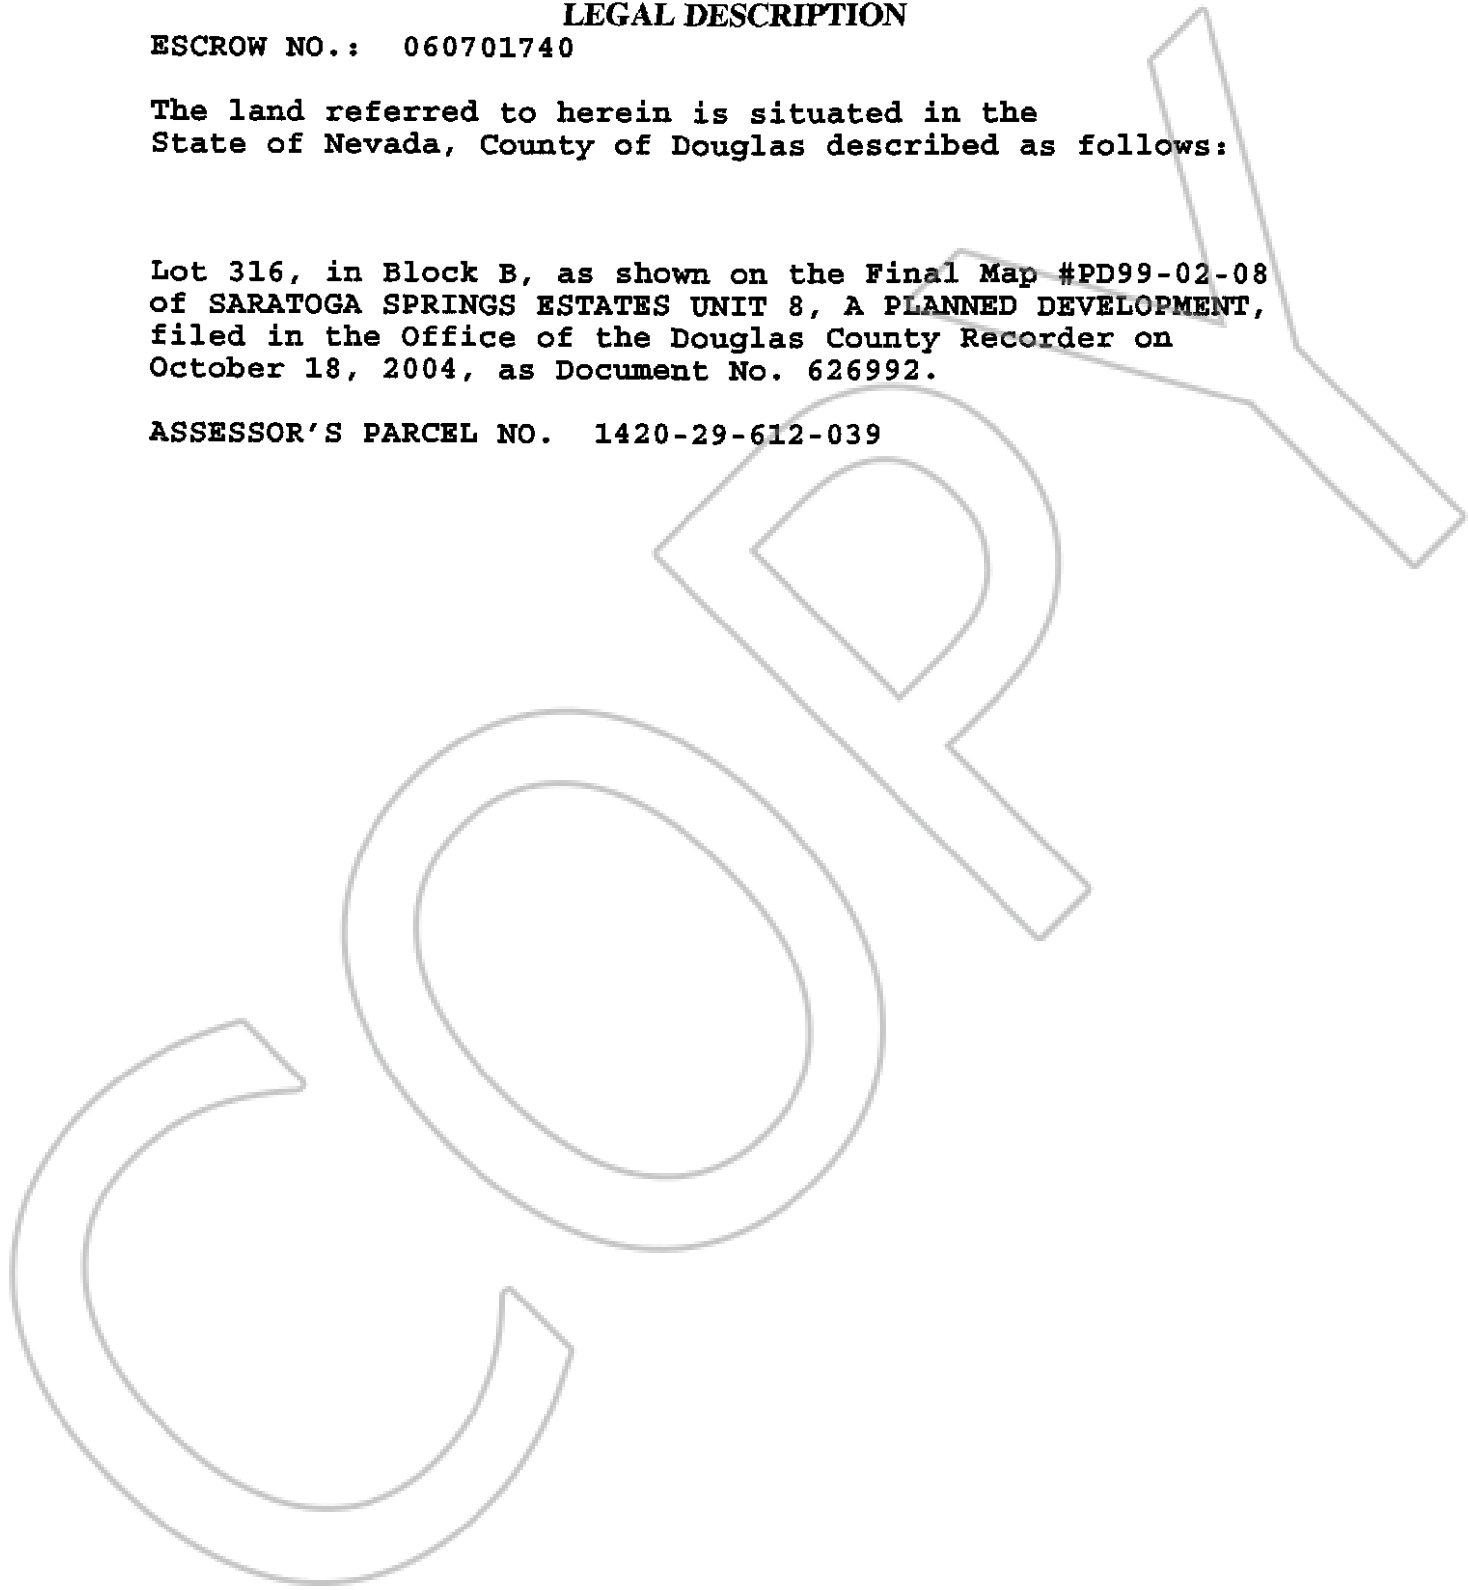 LEGAL DESCRIPTION
ESCROW NO.: 060701740
The land referred to herein is situated in the
State of Nevada, County of Douglas described as follows:
Lot 316, in Block B, as shown on the Final Map #PD99-02-08
of SARATOGA SPRINGS ESTATES UNIT 8, A PLANNED DEVELOPMENT,
filed in the Office of the Douglas County Recorder on
October 18, 2004, as Document No. 626992.
ASSESSOR'S PARCEL NO. 1420-29-612-039
COPY